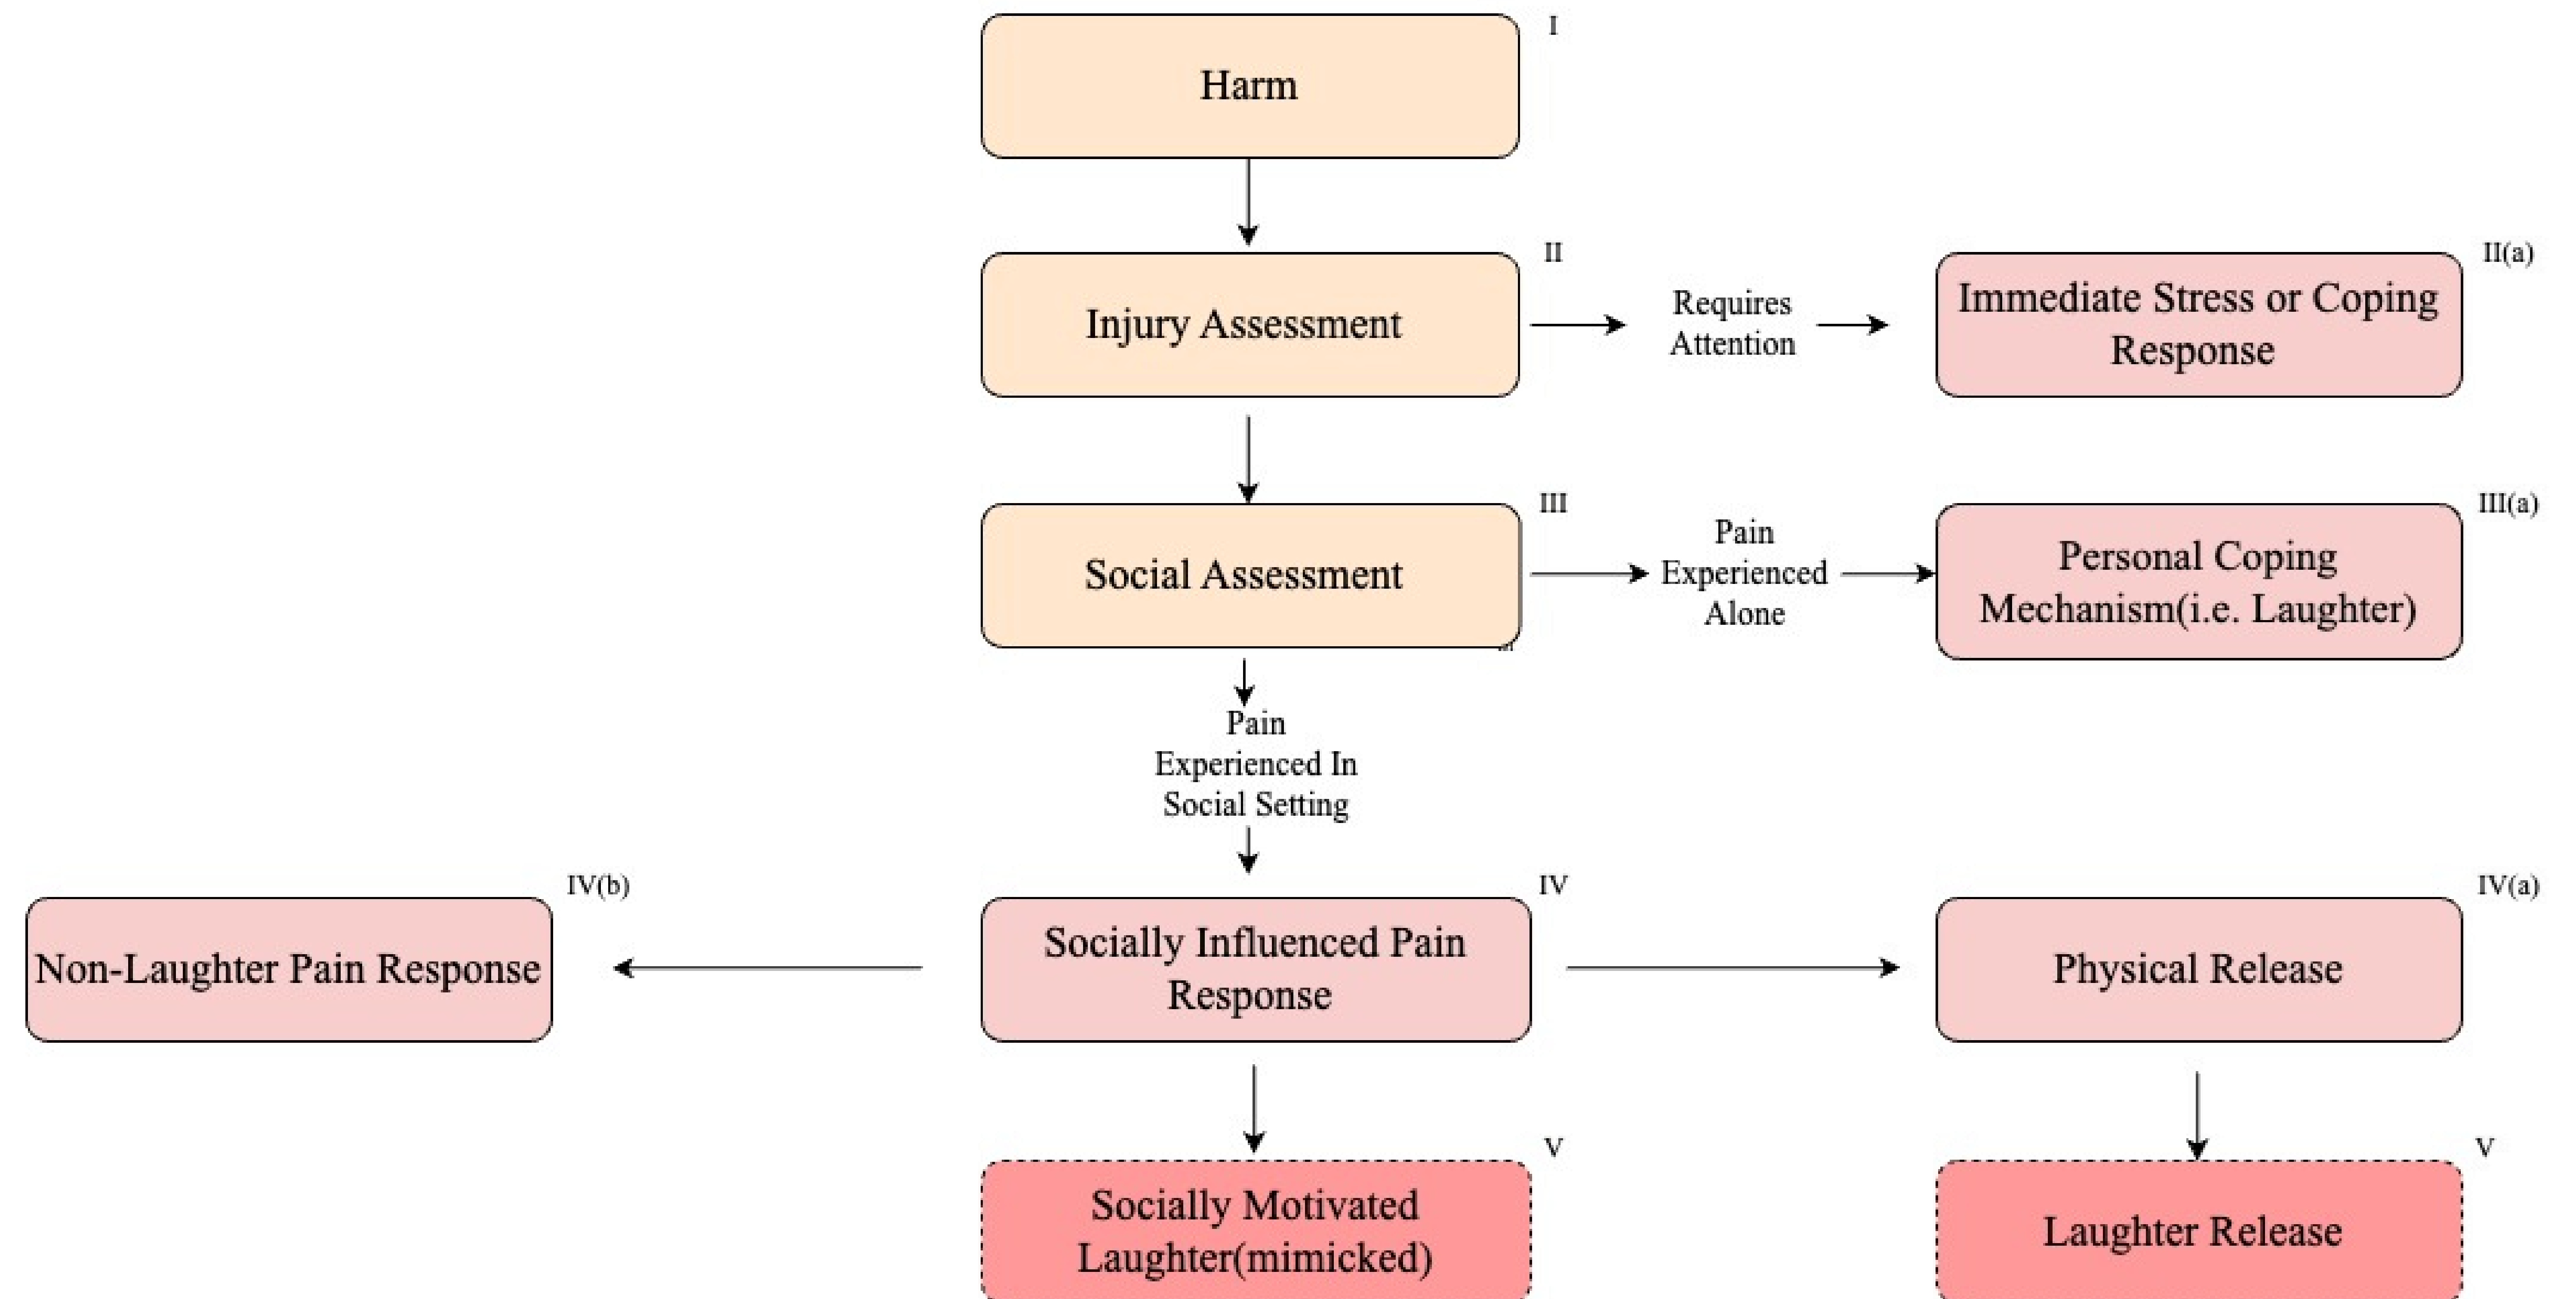 I
Harm
II
II(a)
Injury Assessment
Requires
Attention
Immediate Stress or Coping
Response
III
III(a)
Social Assessment
Pain
Experienced
Alone
Personal Coping
Mechanism(i.e. Laughter)
Pain
Experienced In
Social Setting
IV(b)
IV
IV(a)
Non-Laughter Pain Response
Socially Influenced Pain
Response
Physical Release
V
V
Socially Motivated
Laughter(mimicked)
Laughter Release